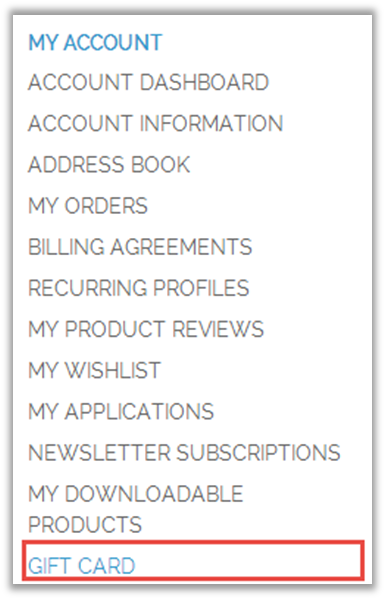 MY ACCOUNT
ACCOUNT DASHBOARD
ACCOUNT INFORMATION
ADDRESS BOOK
MY ORDERS
BILLING AGREEMENTS
RECURRING PROFILES
MY PRODUCT REVIEWS
MY WISHLIST
MY APPLICATIONS
NEWSLETTER SUBSCRIPTIONS
MY DOWNLOADABLE
PRODUCTS
GIFT CARD